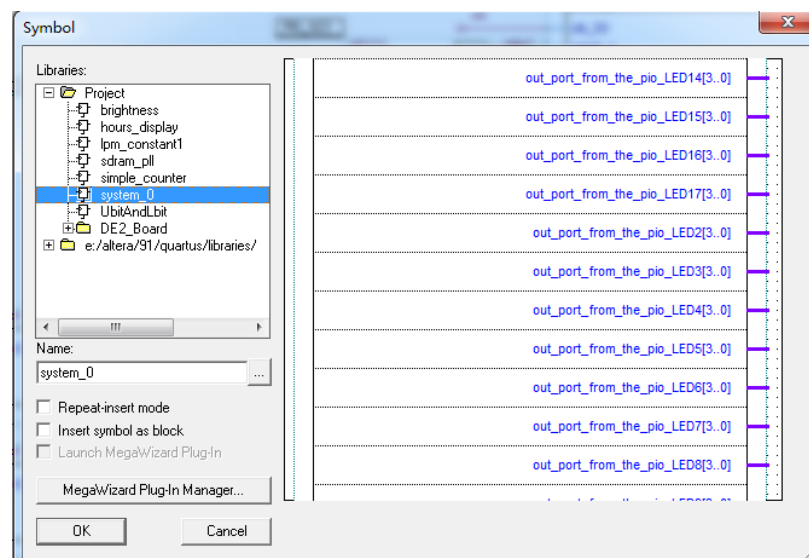 Symbol
Libraries:
Project
brightness
hours_display
lpm_constant1
sdram_pll
simple_counter
system_0
UbitAndLbit
DE2_Board
e:/altera/91/quartus/libraries/
Name:
system_0
...
Repeat-insert mode
Insert symbol as block
Launch MegaWizard Plug-In
MegaWizard Plug-In Manager...
OK
Cancel
out_port_from_the_pio_LED14[3..0]
out_port_from_the_pio_LED15[3..0]
out_port_from_the_pio_LED16[3..0]
out_port_from_the_pio_LED17[3..0]
out_port_from_the_pio_LED2[3..0]
out_port_from_the_pio_LED3[3..0]
out_port_from_the_pio_LED4[3..0]
out_port_from_the_pio_LED5[3..0]
out_port_from_the_pio_LED6[3..0]
out_port_from_the_pio_LED7[3..0]
out_port_from_the_pio_LED8[3..0]